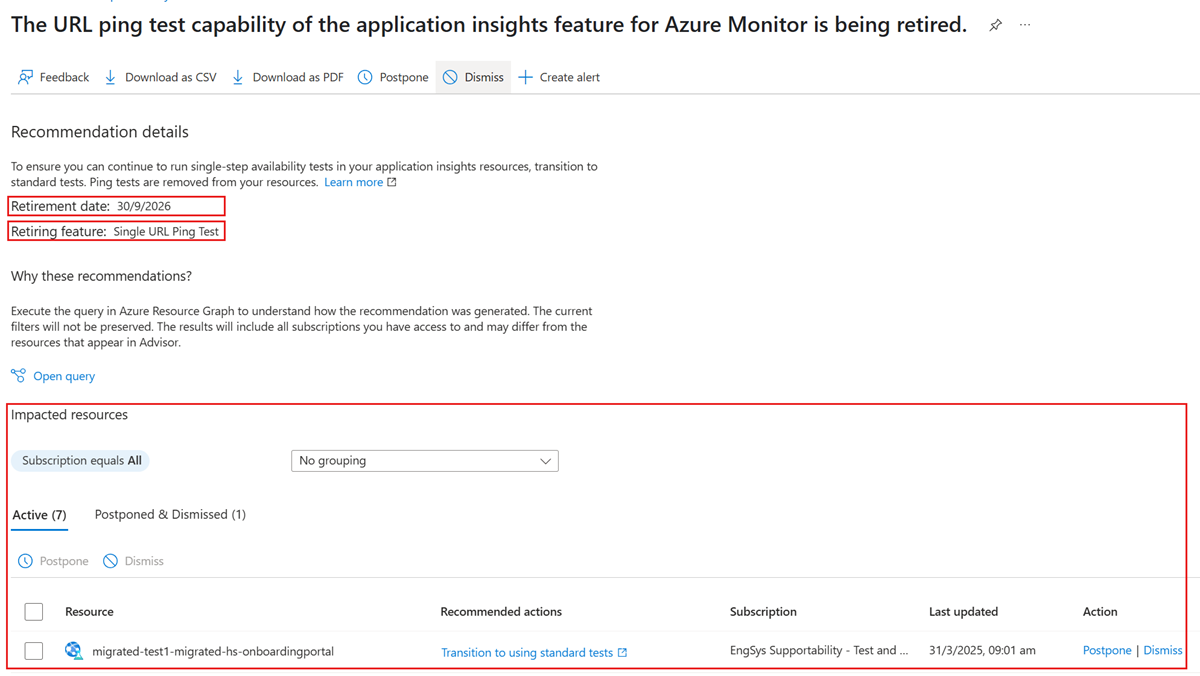 The URL ping test capability of the application insights feature for Azure Monitor is being retired.
Feedback Download as CSV Download as PDF Postpone Dismiss Create alert
Recommendation details
To ensure you can continue to run single-step availability tests in your application insights resources, transition to
standard tests. Ping tests are removed from your resources. Learn more
Retirement date: 30/9/2026
Retiring feature: Single URL Ping Test
Why these recommendations?
Execute the query in Azure Resource Graph to understand how the recommendation was generated. The current
filters will not be preserved. The results will include all subscriptions you have access to and may differ from the
resources that appear in Advisor.
Open query
Impacted resources
Subscription equals All No grouping
Active (7) Postponed & Dismissed (1)
Postpone Dismiss
Resource Recommended actions Subscription Last updated Action
migrated-test1-migrated-hs-onboardingportal Transition to using standard tests EngSys Supportability - Test and ... 31/3/2025, 09:01 am Postpone | Dismiss